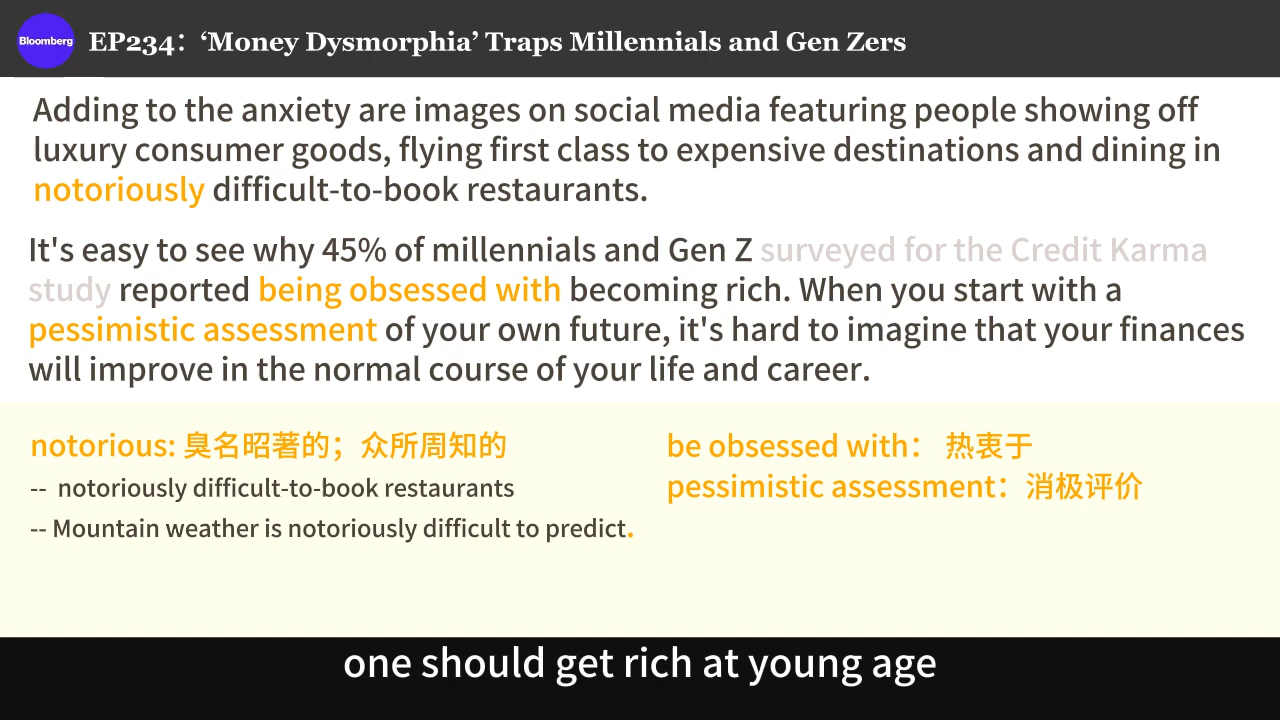 Bloomberg
EP234：‘Money Dysmorphia’ Traps Millennials and Gen Zers
Adding to the anxiety are images on social media featuring people showing off
luxury consumer goods, flying first class to expensive destinations and dining in
notoriously difficult-to-book restaurants.
It's easy to see why 45% of millennials and Gen Z surveyed for the Credit Karma
study reported being obsessed with becoming rich. When you start with a
pessimistic assessment of your own future, it's hard to imagine that your finances
will improve in the normal course of your life and career.
notorious: 臭名昭著的；众所周知的
-- notoriously difficult-to-book restaurants
-- Mountain weather is notoriously difficult to predict.
be obsessed with： 热衷于
pessimistic assessment：消极评价
one should get rich at young age